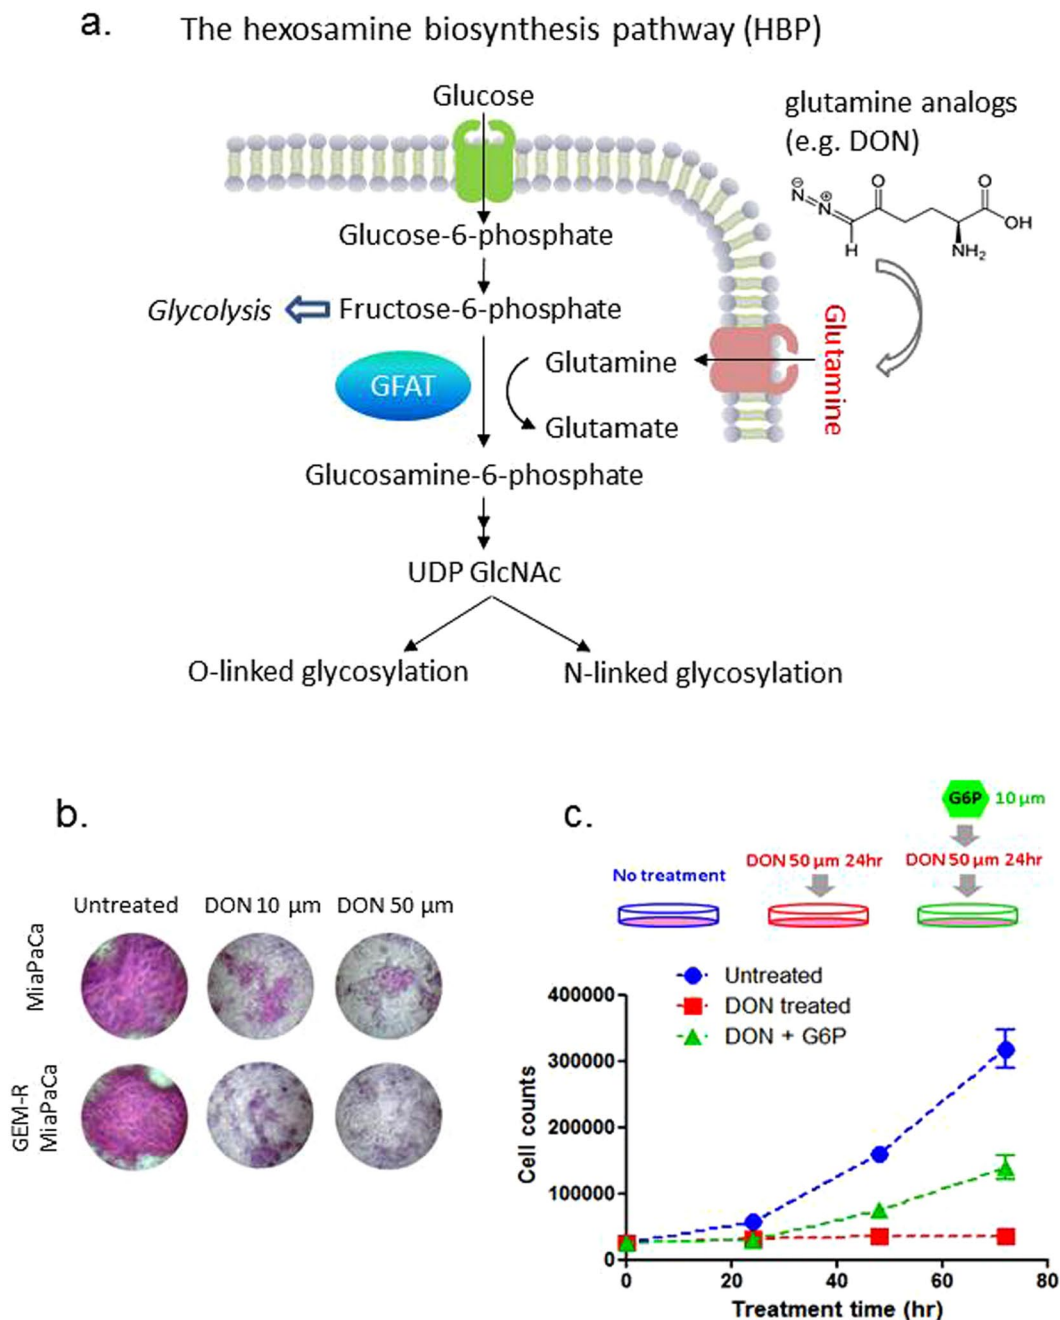 a.
The hexosamine biosynthesis pathway (HBP)
Glucose
glutamine analogs
(e.g. DON)
N
N
O
O
OH
H
NH₂
Glucose-6-phosphate
Glycolysis
Fructose-6-phosphate
Glutamine
GFAT
Glutamine
Glutamate
Glucosamine-6-phosphate
UDP GlcNAc
O-linked glycosylation
N-linked glycosylation
b.
Untreated
DON 10 μm
DON 50 μm
MiaPaCa
GEM-R
MiaPaCa
c.
G6P
10 μm
No treatment
DON 50 μm 24hr
DON 50 μm 24hr
Untreated
DON treated
DON + G6P
Cell counts
400000
300000
200000
100000
0
0
20
40
60
80
Treatment time (hr)